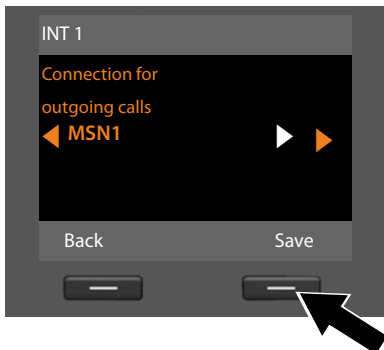 INT 1
Connection for
outgoing calls
MSN1
Back Save